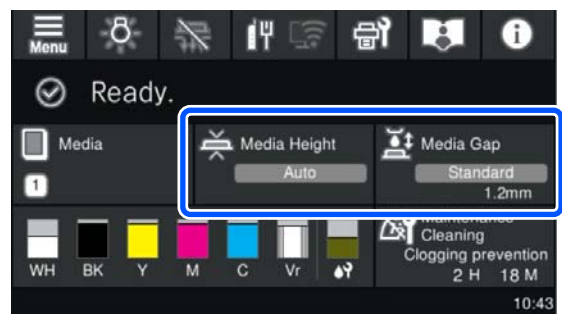 Menu
Ready.
Media
1
Media Height
Auto
Media Gap
Standard
1.2mm
WH BK Y M C Vr
Maintenance
Cleaning
Clogging prevention
2 H 18 M
10:43